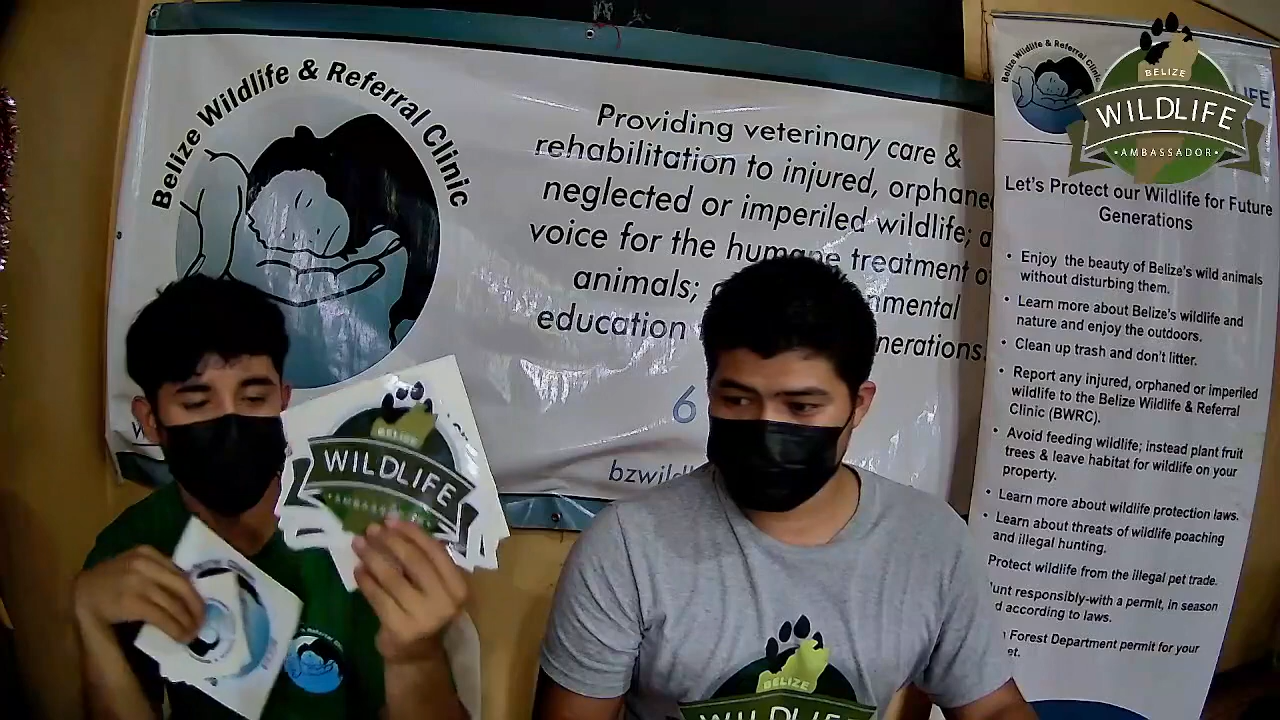 Belize Wildlife & Referral Clinic
Providing veterinary care &
rehabilitation to injured, orphaned
neglected or imperiled wildlife; a
voice for the humane treatment of
animals;
education
nmental
nerations.
6
bzwild
Belize Wildlife & Referral Clinic
LIFE
BELIZE
WILDLIFE
•AMBASSADOR•
Let's Protect our Wildlife for Future
Generations
• Enjoy the beauty of Belize's wild animals
without disturbing them.
• Learn more about Belize's wildlife and
nature and enjoy the outdoors.
• Clean up trash and don't litter.
• Report any injured, orphaned or imperiled
wildlife to the Belize Wildlife & Referral
Clinic (BWRC).
• Avoid feeding wildlife; instead plant fruit
trees & leave habitat for wildlife on your
property.
• Learn more about wildlife protection laws.
• Learn about threats of wildlife poaching
and illegal hunting.
Protect wildlife from the illegal pet trade.
unt responsibly-with a permit, in season
d according to laws.
Forest Department permit for your
et.
BELIZE
WILDLIFE
AMBASSADOR
BELIZE
WILDLIFE